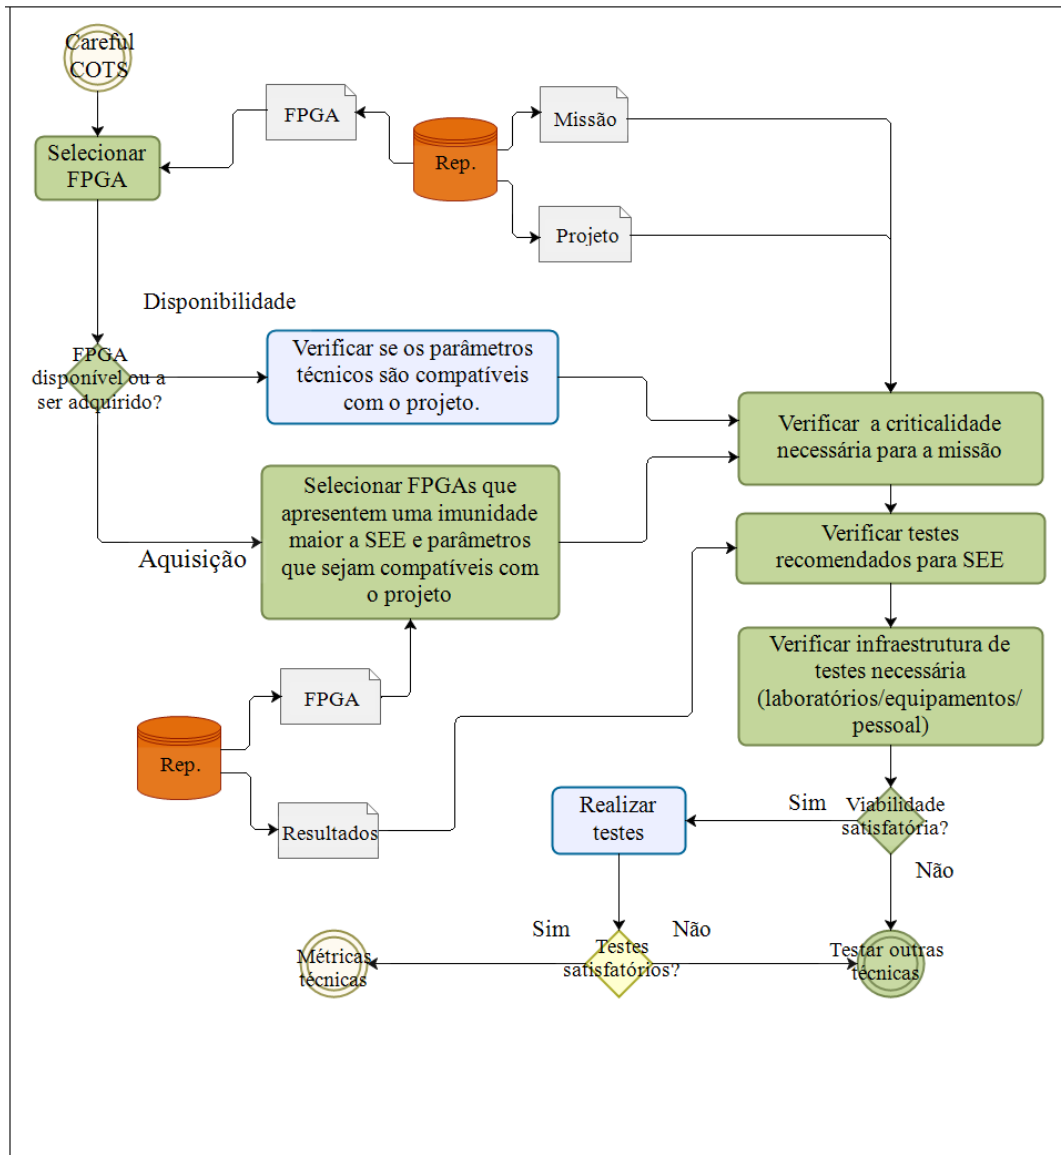 Careful
COTS
FPGA
Missão
Rep.
Selecionar
FPGA
Projeto
Disponibilidade
FPGA
disponível ou a
ser adquirido?
Verificar se os parâmetros
técnicos são compatíveis
com o projeto.
Verificar a criticalidade
necessária para a missão
Selecionar FPGAs que
apresentem uma imunidade
maior a SEE e parâmetros
que sejam compatíveis com
o projeto
Aquisição
Verificar testes
recomendados para SEE
Verificar infraestrutura de
testes necessária
(laboratórios/equipamentos/
pessoal)
FPGA
Rep.
Resultados
Realizar
testes
Sim
Viabilidade
satisfatória?
Não
Sim
Não
Testes
satisfatórios?
Métricas
técnicas
Testar outras
técnicas